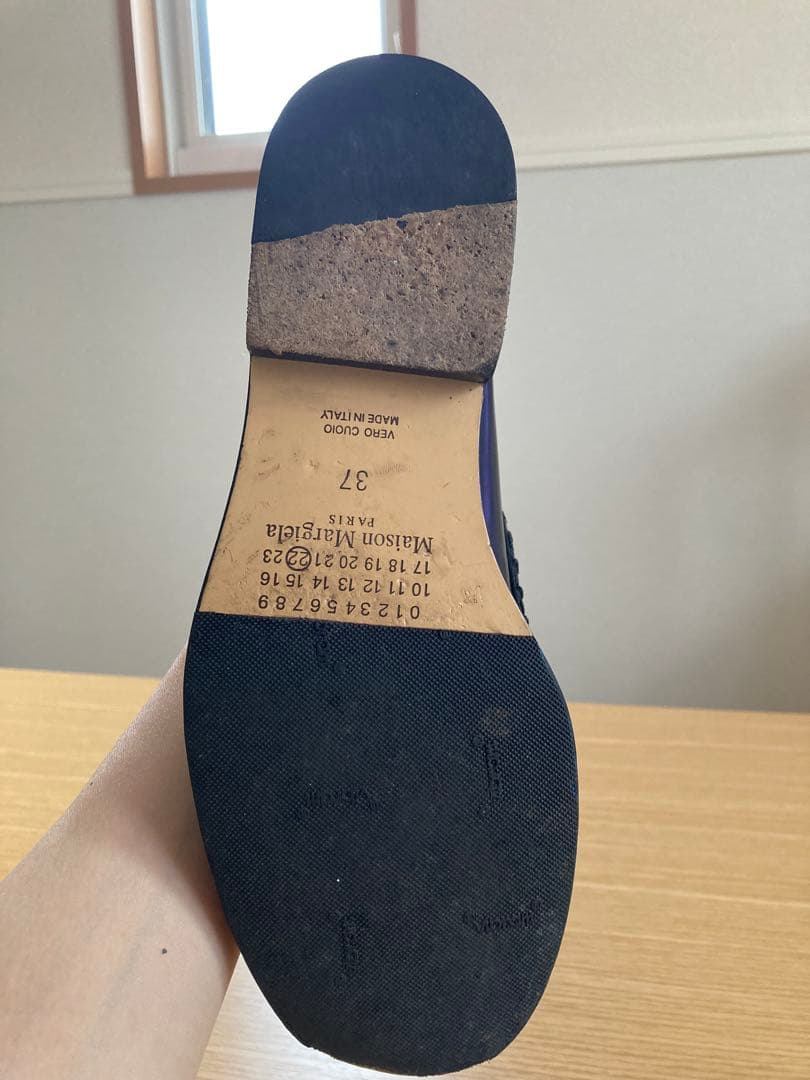 0 1 2 3 4 5 6 7 8 9
10 11 12 13 14 15 16
17 18 19 20 21 22 23
Maison Margiela
PARIS
37
VERO CUOIO
MADE IN ITALY